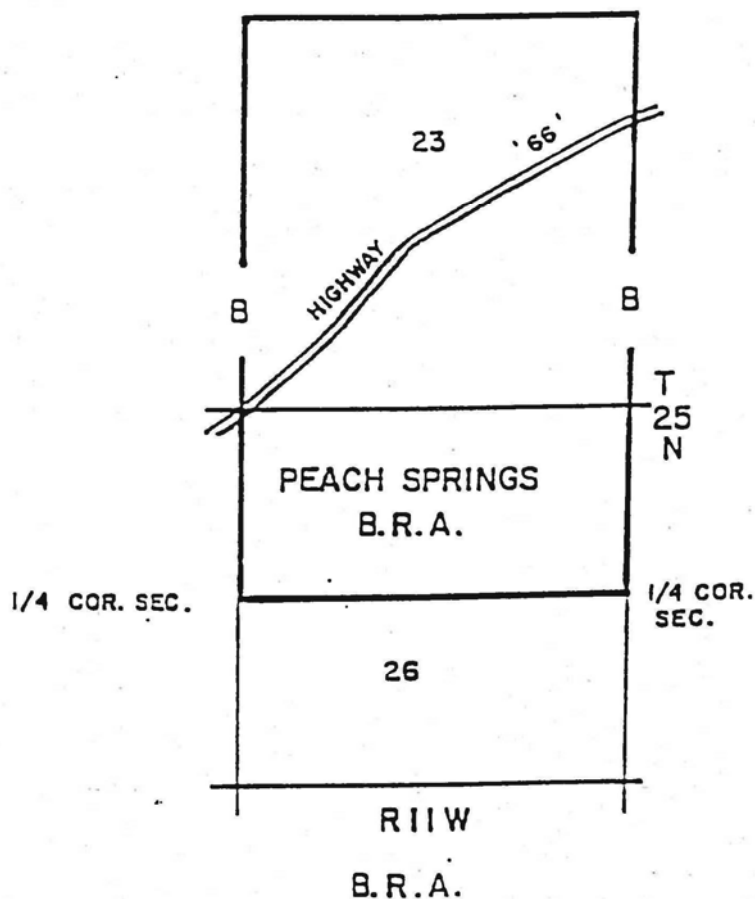 23
'66'
HIGHWAY
B
B
T
25
N
PEACH SPRINGS
B.R.A.
1/4 COR. SEC.
1/4 COR.
SEC.
26
R11W
B.R.A.